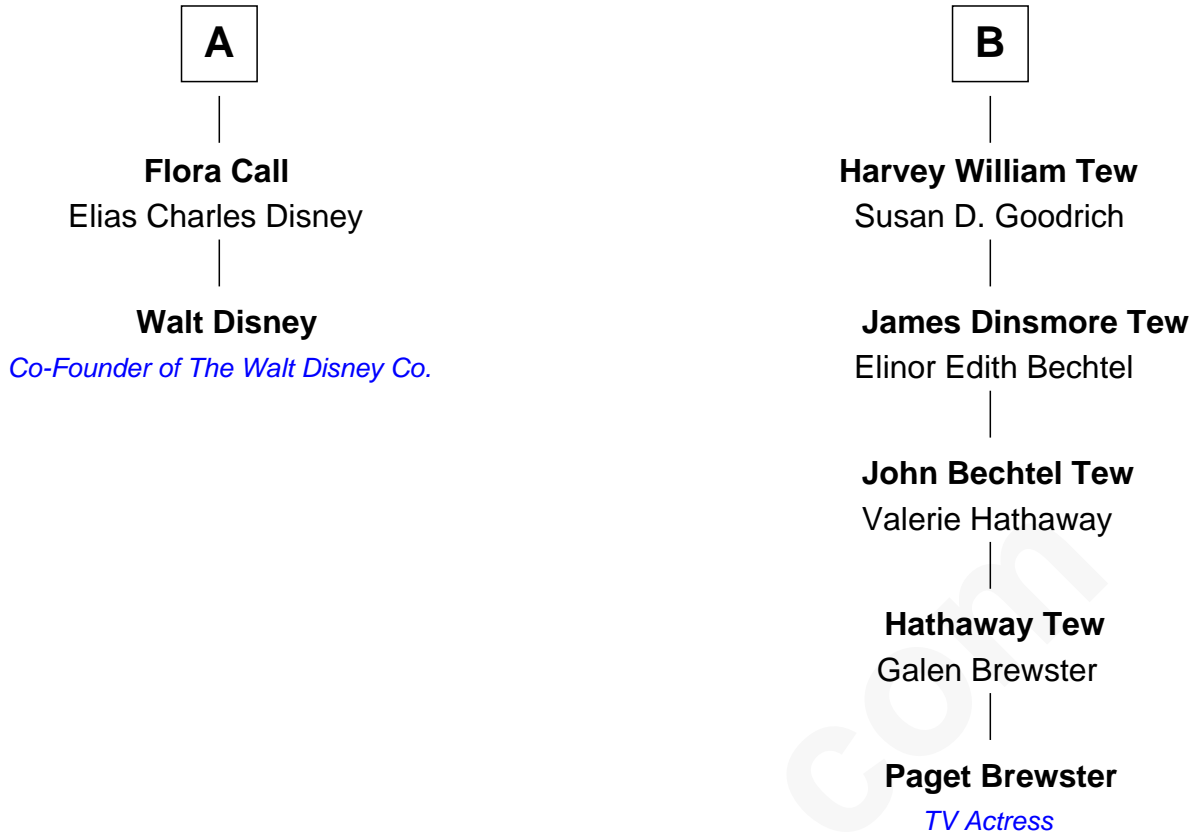 A
Flora Call
Elias Charles Disney
Walt Disney
Co-Founder of The Walt Disney Co.
B
Harvey William Tew
Susan D. Goodrich
James Dinsmore Tew
Elinor Edith Bechtel
John Bechtel Tew
Valerie Hathaway
Hathaway Tew
Galen Brewster
Paget Brewster
TV Actress
com